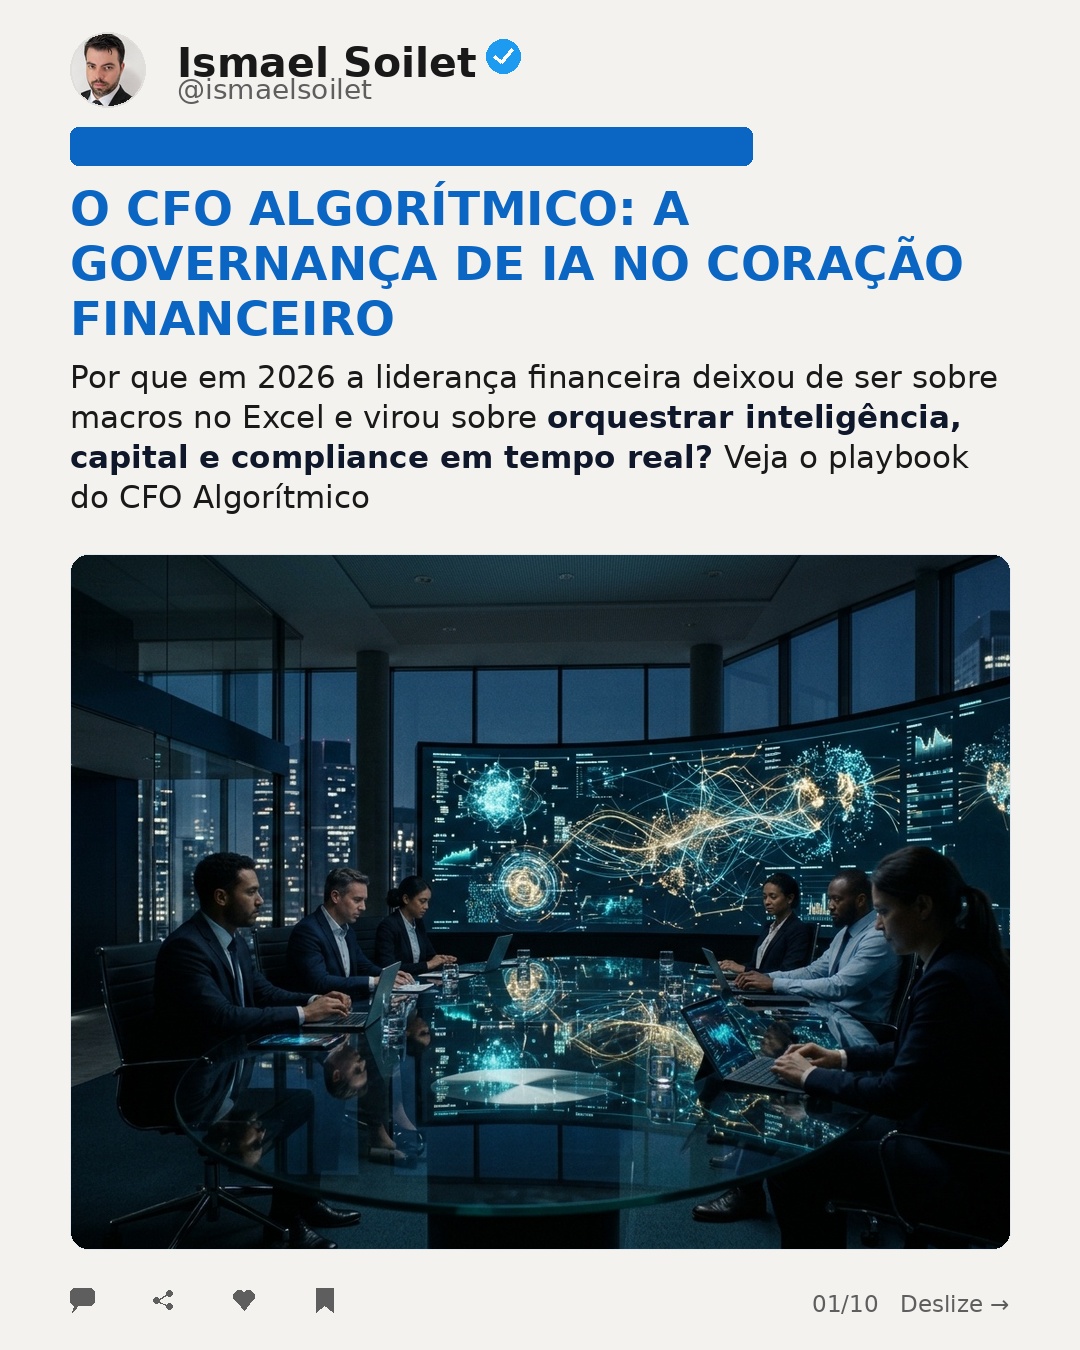 Ismael Soilet
@ismaelsoilet
O CFO ALGORÍTMICO: A
GOVERNANÇA DE IA NO CORAÇÃO
FINANCEIRO
Por que em 2026 a liderança financeira deixou de ser sobre
macros no Excel e virou sobre orquestrar inteligência,
capital e compliance em tempo real? Veja o playbook
do CFO Algorítmico
01/10 Deslize →